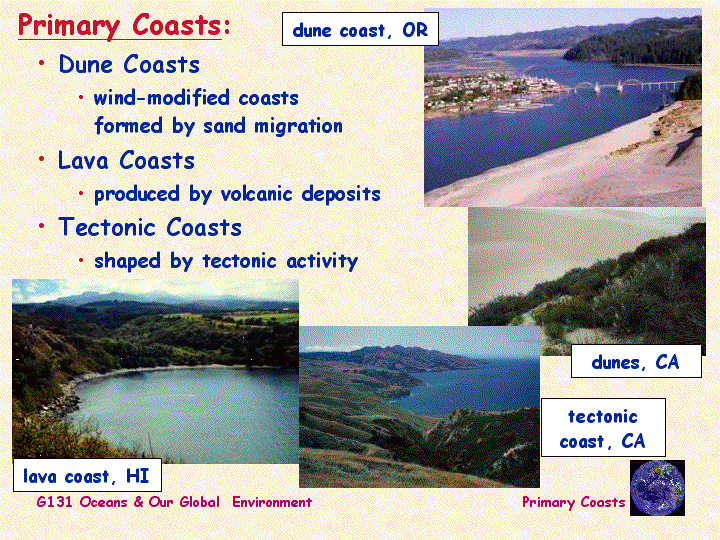 Primary Coasts:
dune coast, OR
• Dune Coasts
• wind-modified coasts
formed by sand migration
• Lava Coasts
• produced by volcanic deposits
• Tectonic Coasts
• shaped by tectonic activity
dunes, CA
tectonic
coast, CA
lava coast, HI
G131 Oceans & Our Global Environment
Primary Coasts